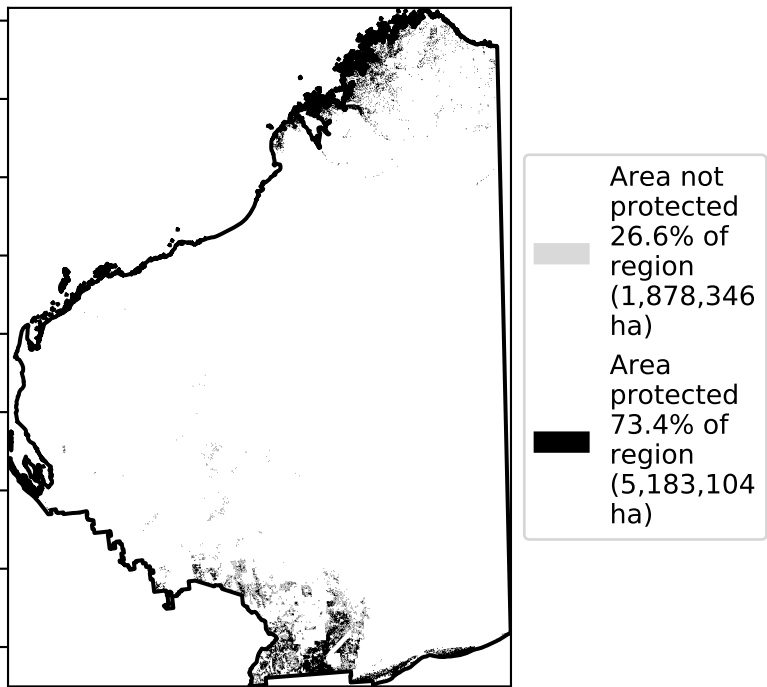 Area not
protected
26.6% of
region
(1,878,346
ha)
Area
protected
73.4% of
region
(5,183,104
ha)